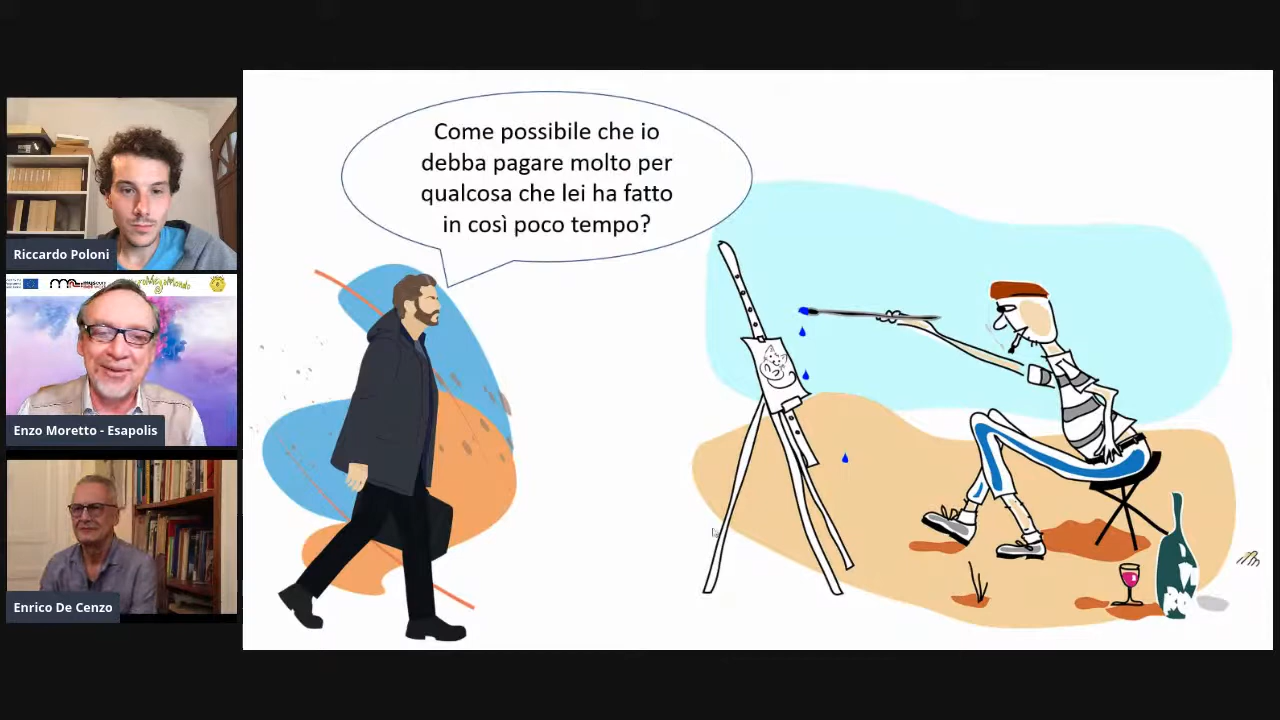 Come possibile che io
debba pagare molto per
qualcosa che lei ha fatto
in così poco tempo?
Riccardo Poloni
Enzo Moretto - Esapolis
Enrico De Cenzo